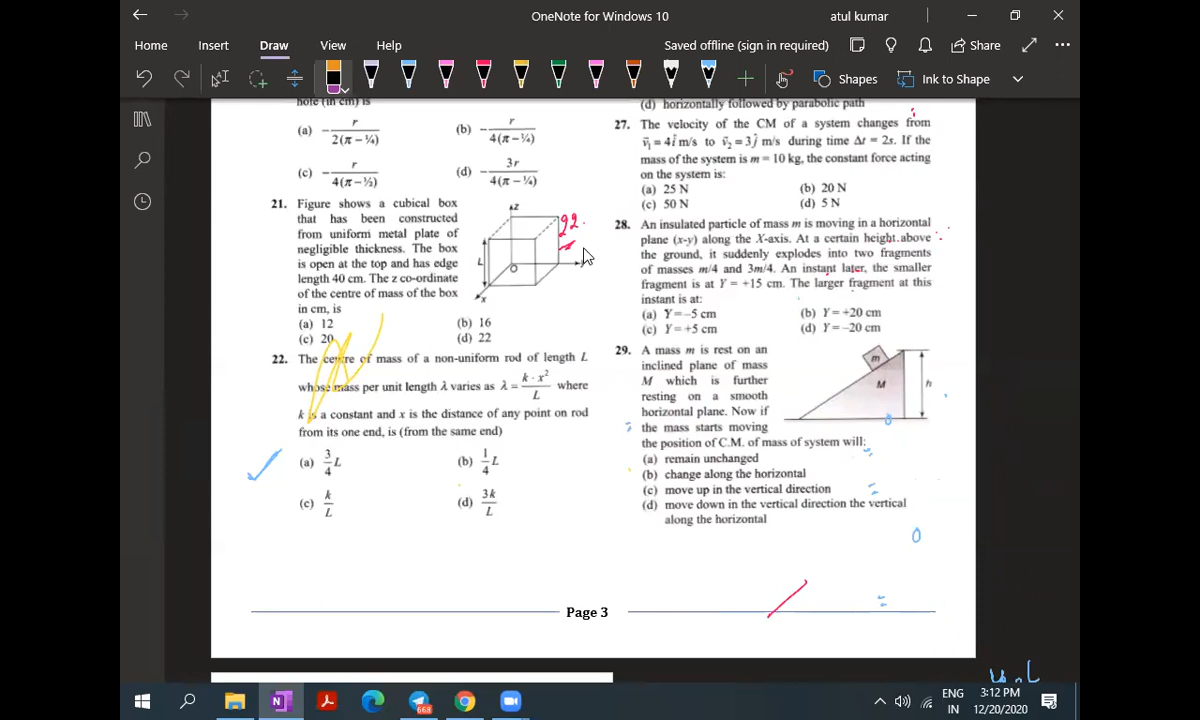 OneNote for Windows 10
atul kumar
Home Insert Draw View Help
Saved offline (sign in required)
Share
Shapes
Ink to Shape
note (in cm) is
(a) - r / 2(π – ¼)
(b) - r / 4(π – ¼)
(c) - r / 4(π – ½)
(d) - 3r / 4(π – ¼)
21. Figure shows a cubical box
that has been constructed
from uniform metal plate of
negligible thickness. The box
is open at the top and has edge
length 40 cm. The z co-ordinate
of the centre of mass of the box
in cm, is
(a) 12
(b) 16
(c) 20
(d) 22
Z
L
O
X
22.
22. The centre of mass of a non-uniform rod of length L
whose mass per unit length λ varies as λ = k · x² / L where
k is a constant and x is the distance of any point on rod
from its one end, is (from the same end)
(a) 3/4 L
(b) 1/4 L
(c) k/L
(d) 3k/L
(d) horizontally followed by parabolic path
27. The velocity of the CM of a system changes from
v⃗₁ = 4î m/s to v⃗₂ = 3ĵ m/s during time Δt = 2s. If the
mass of the system is m = 10 kg, the constant force acting
on the system is:
(a) 25 N
(b) 20 N
(c) 50 N
(d) 5 N
28. An insulated particle of mass m is moving in a horizontal
plane (x-y) along the X-axis. At a certain height above
the ground, it suddenly explodes into two fragments
of masses m/4 and 3m/4. An instant later, the smaller
fragment is at Y = +15 cm. The larger fragment at this
instant is at:
(a) Y = –5 cm
(b) Y = +20 cm
(c) Y = +5 cm
(d) Y = –20 cm
29. A mass m is rest on an
inclined plane of mass
M which is further
resting on a smooth
horizontal plane. Now if
the mass starts moving
the position of C.M. of mass of system will:
(a) remain unchanged
(b) change along the horizontal
(c) move up in the vertical direction
(d) move down in the vertical direction the vertical
along the horizontal
m
M
h
Page 3
668
ENG
IN
3:12 PM
12/20/2020